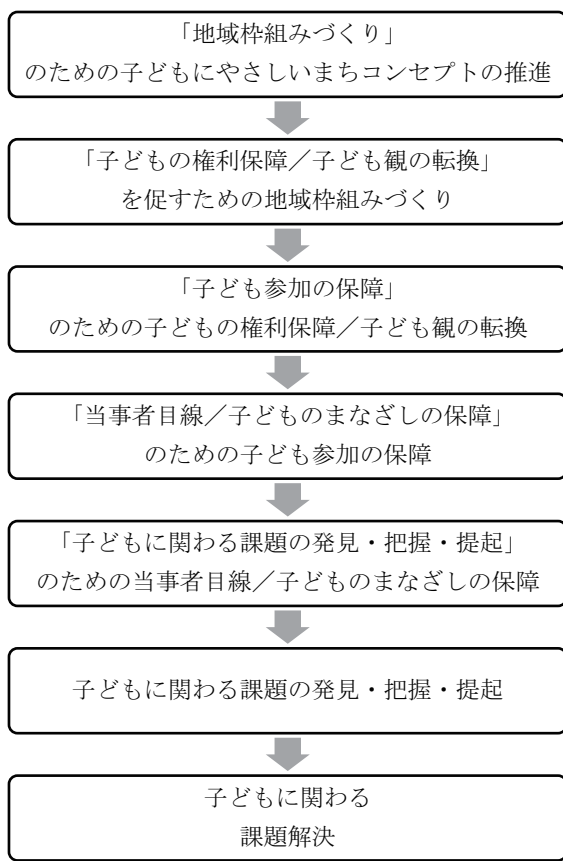 「地域枠組みづくり」
のための子どもにやさしいまちコンセプトの推進
「子どもの権利保障／子ども観の転換」
を促すための地域枠組みづくり
「子ども参加の保障」
のための子どもの権利保障／子ども観の転換
「当事者目線／子どものまなざしの保障」
のための子ども参加の保障
「子どもに関わる課題の発見・把握・提起」
のための当事者目線／子どものまなざしの保障
子どもに関わる課題の発見・把握・提起
子どもに関わる
課題解決